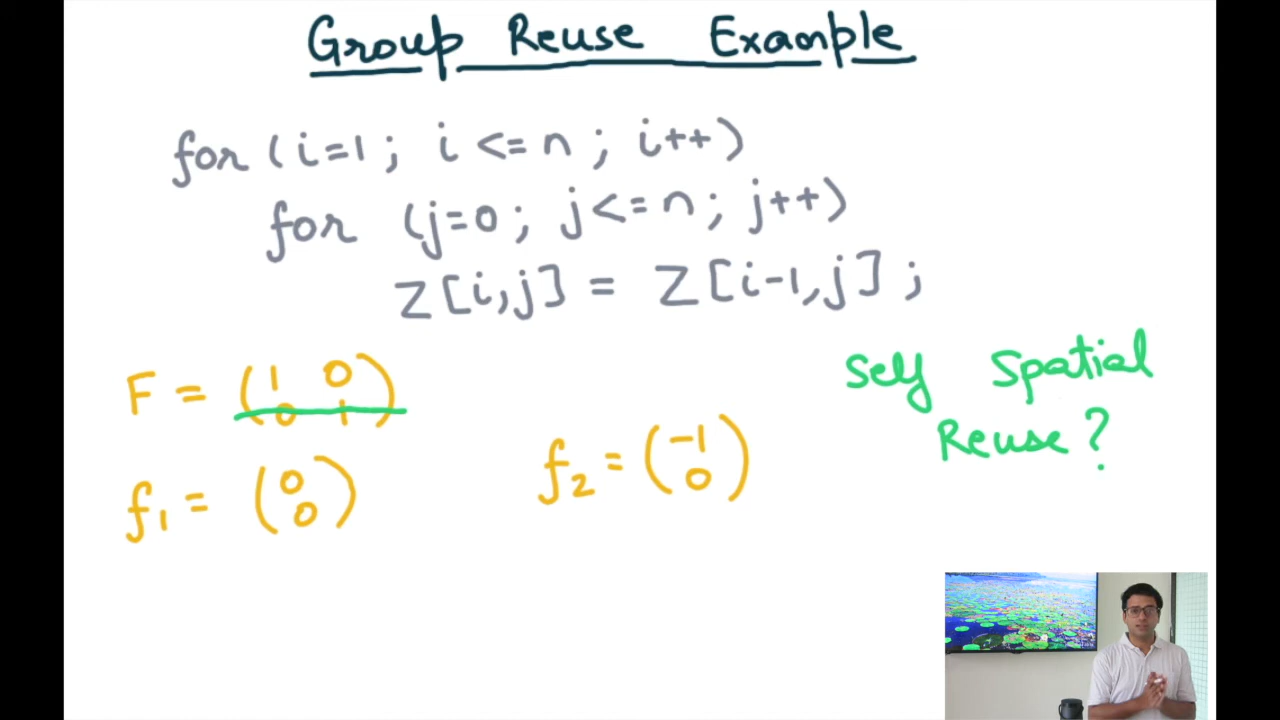 Group Reuse Example
for (i=1; i <= n; i++)
for (j=0; j<=n; j++)
Z[i,j] = Z[i-1,j];
Self Spatial
Reuse?
F = (1 0
0 1)
f1 = (0
0)
f2 = (-1
0)